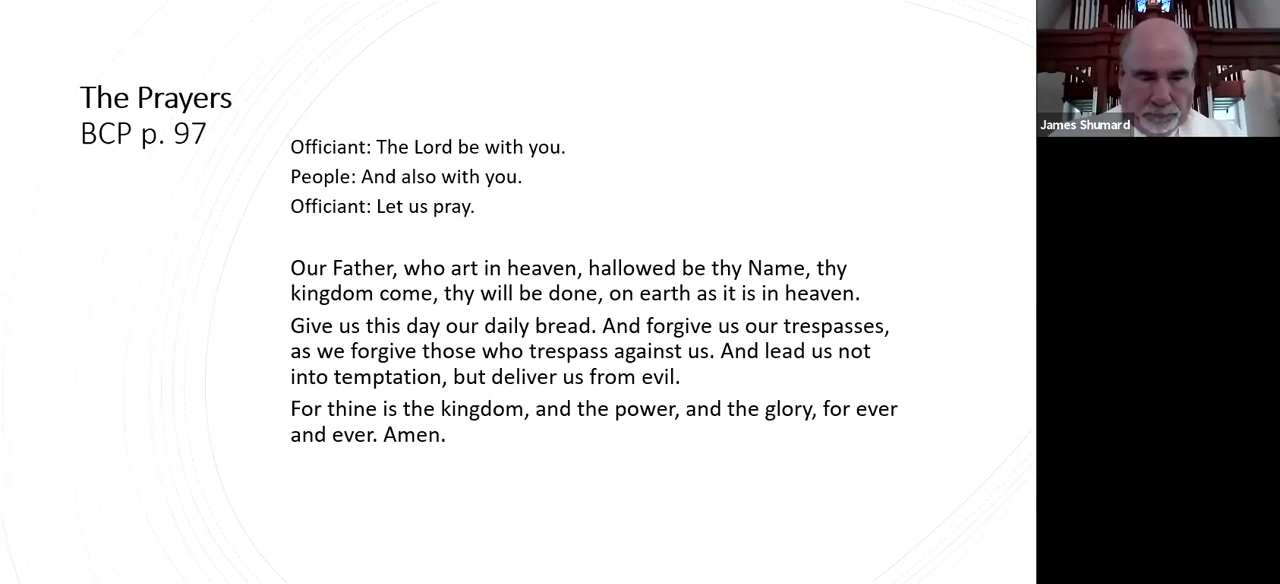 The Prayers
BCP p. 97
Officiant: The Lord be with you.
People: And also with you.
Officiant: Let us pray.
Our Father, who art in heaven, hallowed be thy Name, thy
kingdom come, thy will be done, on earth as it is in heaven.
Give us this day our daily bread. And forgive us our trespasses,
as we forgive those who trespass against us. And lead us not
into temptation, but deliver us from evil.
For thine is the kingdom, and the power, and the glory, for ever
and ever. Amen.
James Shumard